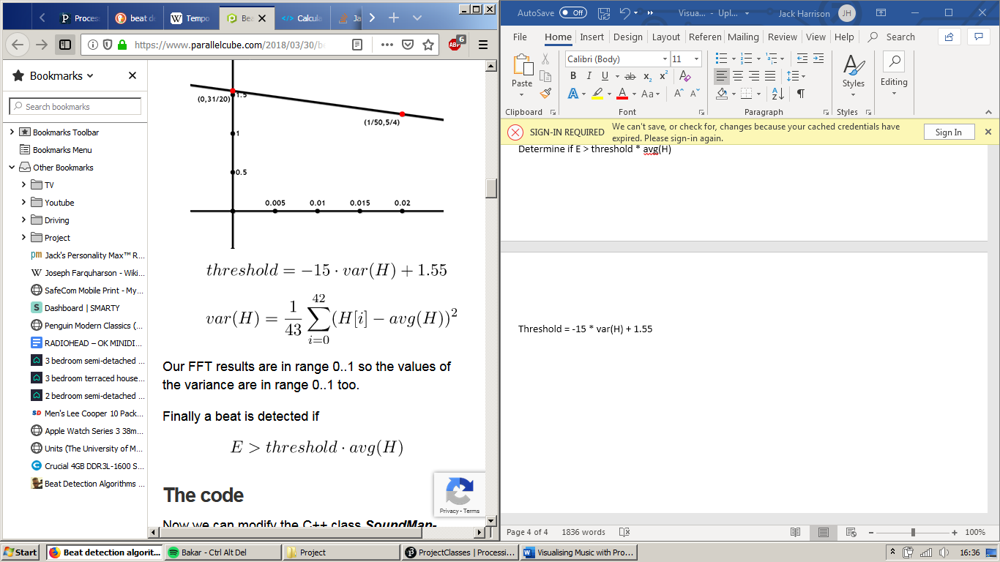 Process
beat de
Tempo
Bea
Calcula
Ja
https://www.parallelcube.com/2018/03/30/be
ABP
6
Bookmarks
Search bookmarks
Bookmarks Toolbar
Bookmarks Menu
Other Bookmarks
TV
Youtube
Driving
Project
pm Jack's Personality Max™ R...
W Joseph Farquharson - Wiki...
SafeCom Mobile Print - My...
S Dashboard | SMARTY
Penguin Modern Classics (...
RADIOHEAD – OK MINIDI...
3 bedroom semi-detached ...
3 bedroom terraced house...
2 bedroom semi-detached ...
SD Men's Lee Cooper 10 Pack...
Apple Watch Series 3 38m...
Units (The University of M...
Crucial 4GB DDR3L-1600 S...
Beat Detection Algorithms ...
(0,31/20)
1.5
(1/50,5/4)
1
0.5
0.005 0.01 0.015 0.02
threshold = −15 · var(H) + 1.55
var(H) = 1/43 ∑ i=0 42 (H[i] − avg(H))²
Our FFT results are in range 0..1 so the values of
the variance are in range 0..1 too.
Finally a beat is detected if
E > threshold · avg(H)
The code
Now we can modify the C++ class SoundMan-
Privacy - Terms
AutoSave Off Visua... - Upl... Jack Harrison JH
File Home Insert Design Layout Referen Mailing Review View Help Search
Paste
Clipboard
Calibri (Body) 11
B I U ab x₂ x²
A A Aa A A
Font
Paragraph
Styles
Styles
Editing
SIGN-IN REQUIRED We can't save, or check for, changes because your cached credentials have
expired. Please sign-in again.
Sign In
Determine if E > threshold * avg(H)
Threshold = -15 * var(H) + 1.55
Page 4 of 4 1836 words 100%
Start Beat detection algorit... Bakar - Ctrl Alt Del Project ProjectClasses | Processi... Visualising Music with Pro... 16:36